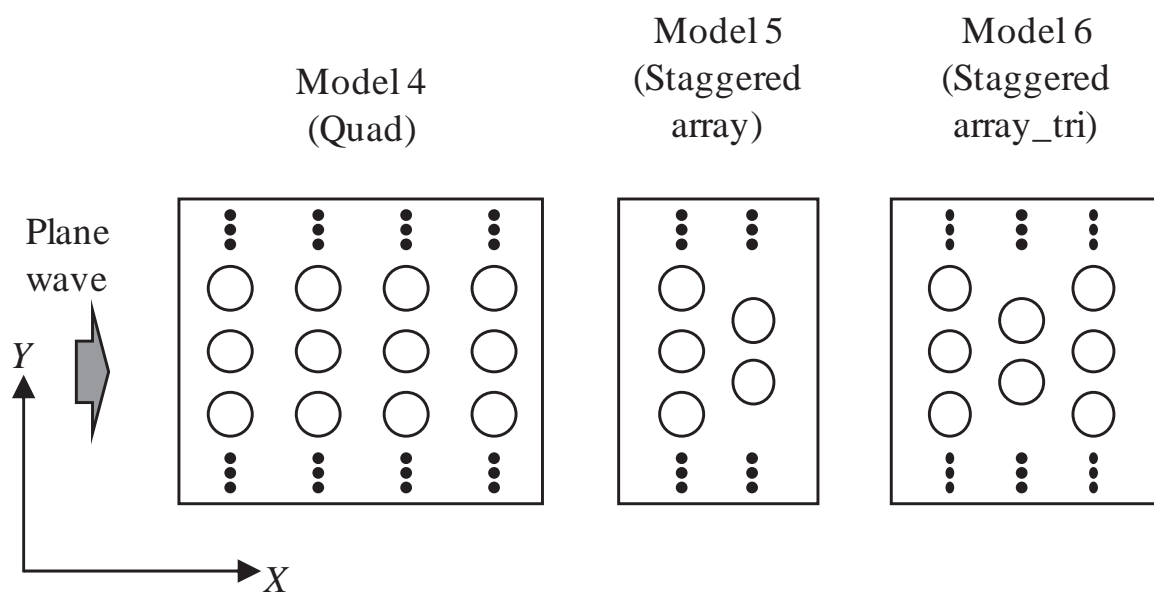 Model 4
(Quad)
Model 5
(Staggered
array)
Model 6
(Staggered
array_tri)
Plane
wave
Y
X